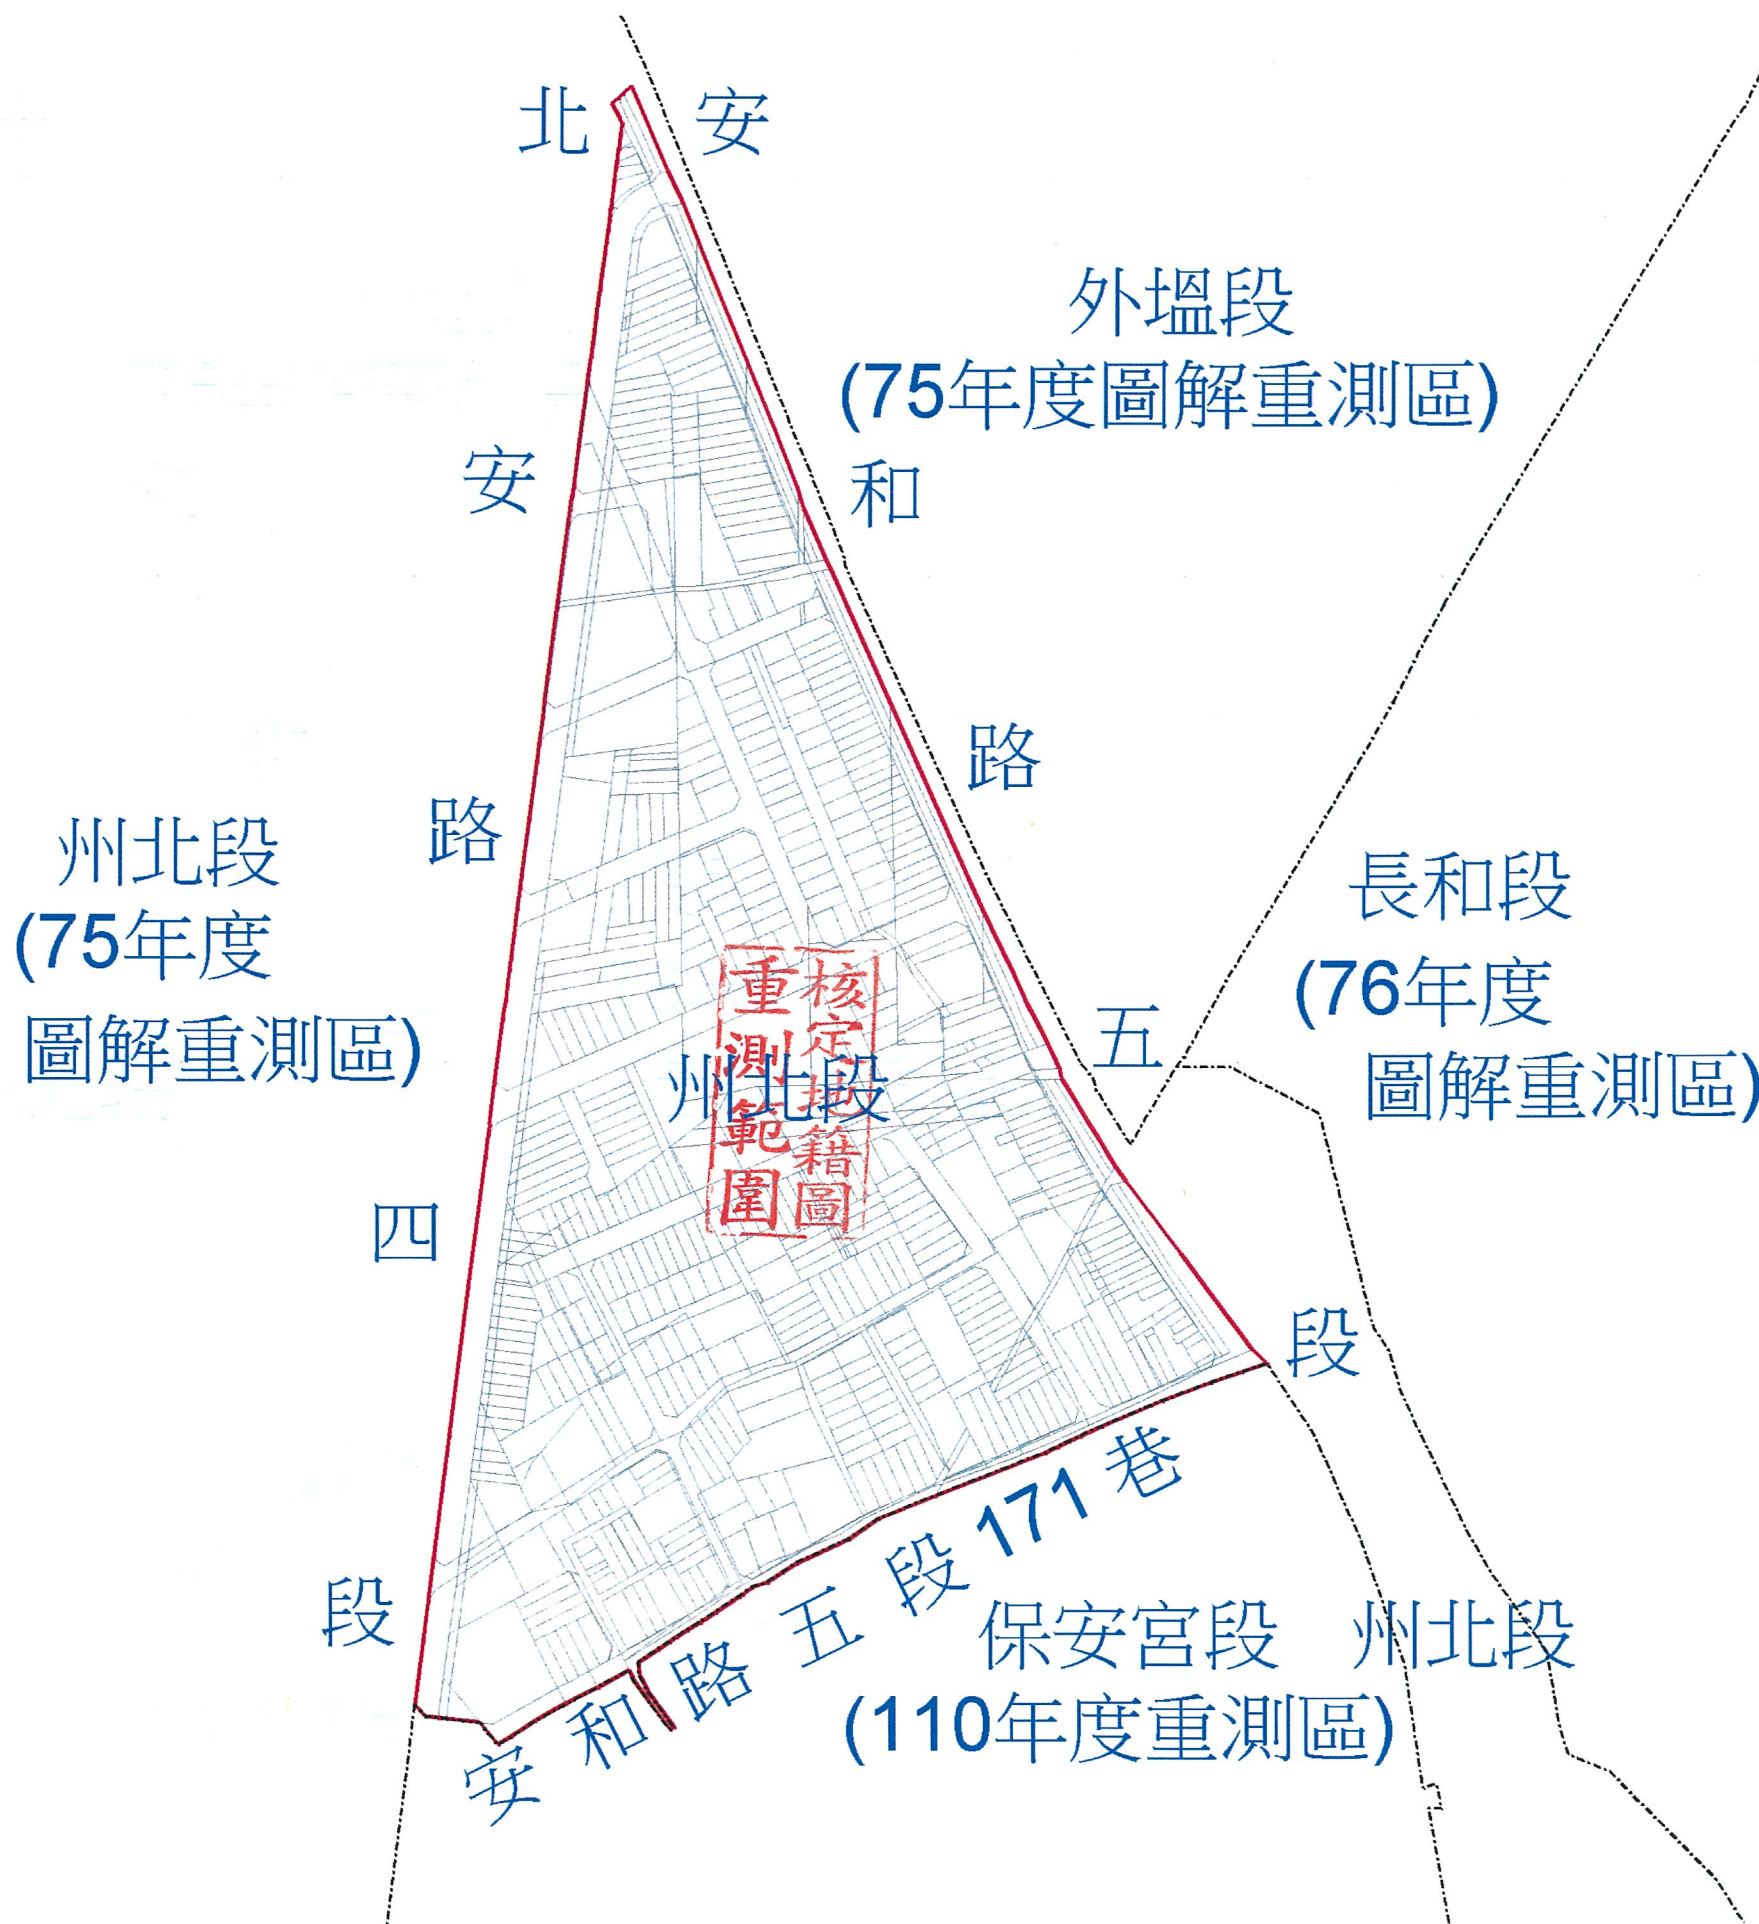 北安路四段
安和路五段
外塭段
(75年度圖解重測區)
州北段
(75年度
圖解重測區)
長和段
(76年度
圖解重測區)
州北段
核定地籍圖
重測範圍
安和路五段171巷
保安宮段
(110年度重測區)
州北段